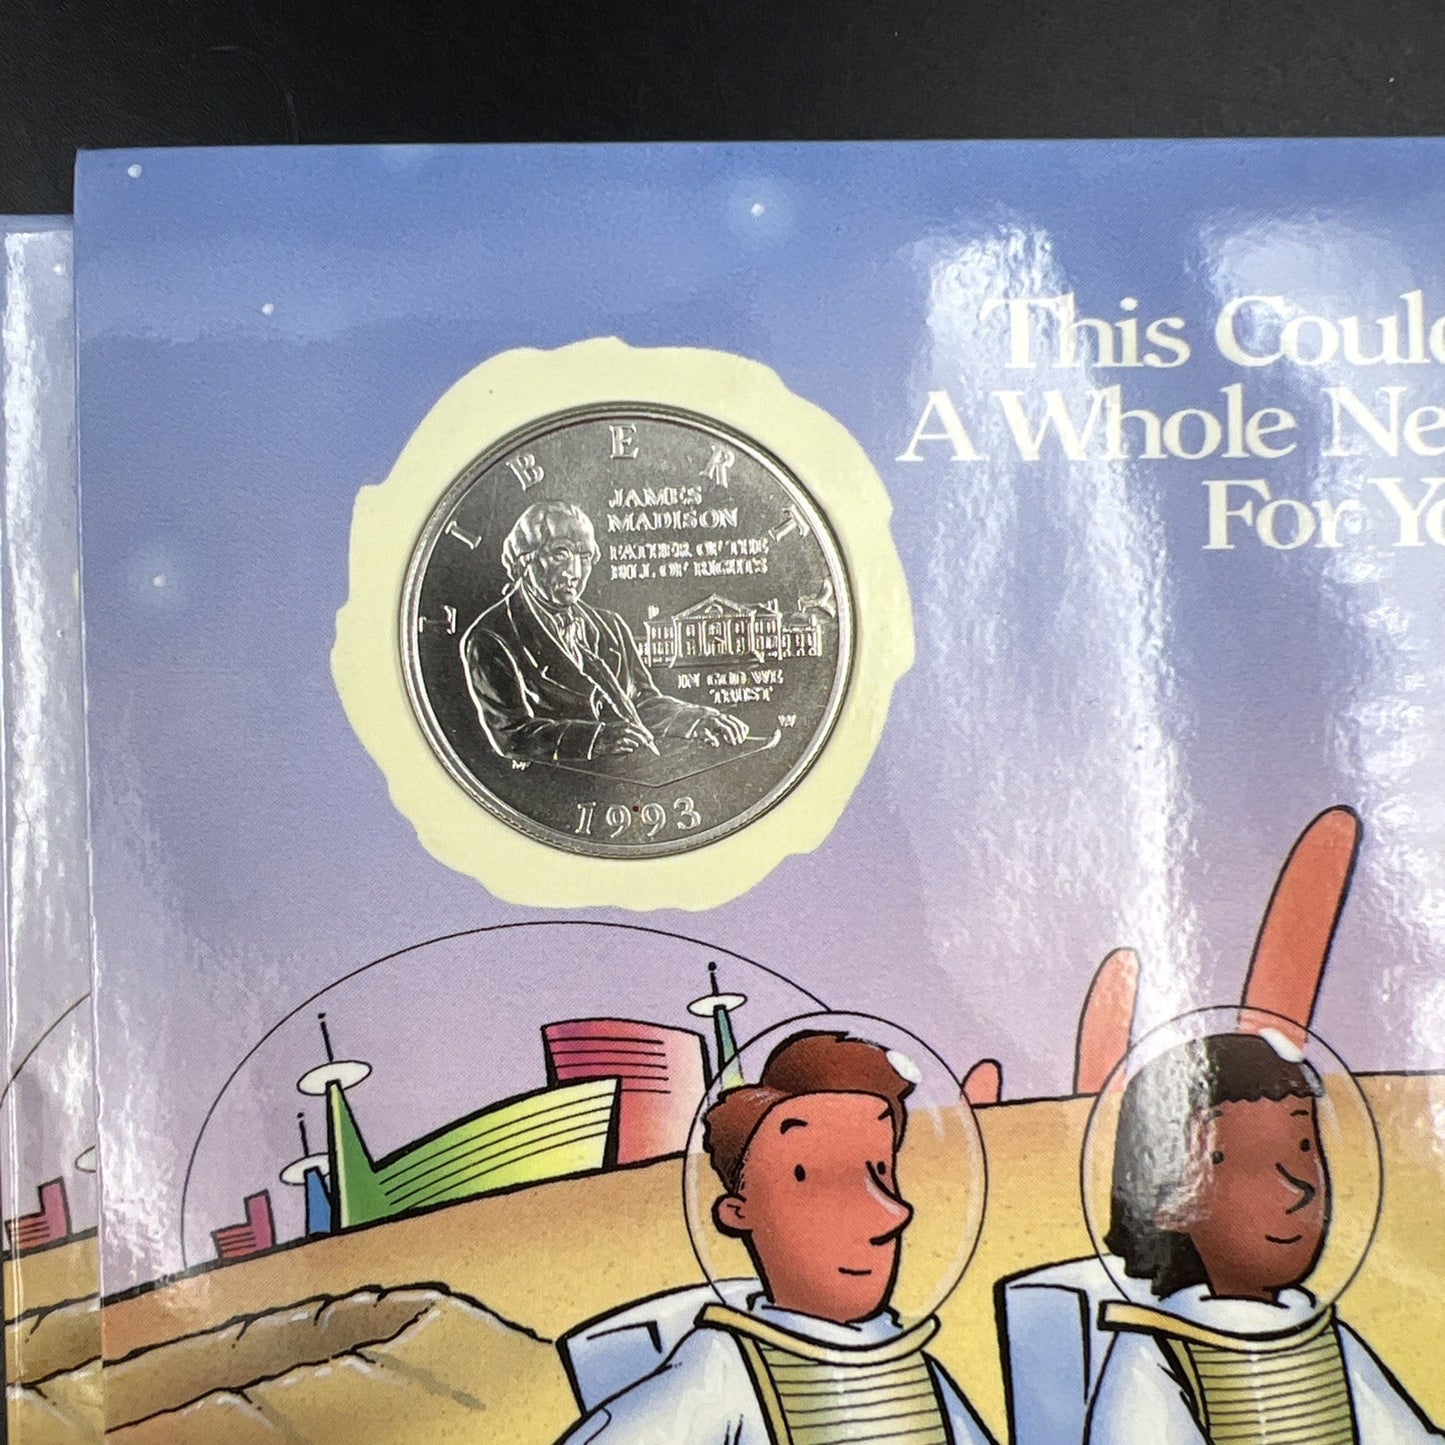 This Could
A Whole Ne
For Yo
LIBERTY
JAMES
MADISON
FATHER OF THE
BILL OF RIGHTS
IN GOD WE
TRUST
W
1993